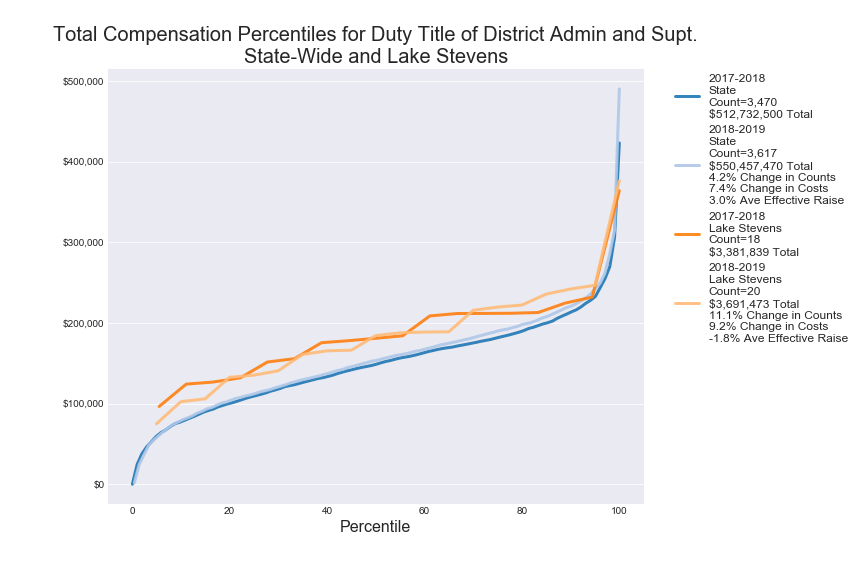 Total Compensation Percentiles for Duty Title of District Admin and Supt.
State-Wide and Lake Stevens
$500,000
$400,000
$300,000
$200,000
$100,000
$0
0
20
40
60
80
100
Percentile
2017-2018
State
Count=3,470
$512,732,500 Total
2018-2019
State
Count=3,617
$550,457,470 Total
4.2% Change in Counts
7.4% Change in Costs
3.0% Ave Effective Raise
2017-2018
Lake Stevens
Count=18
$3,381,839 Total
2018-2019
Lake Stevens
Count=20
$3,691,473 Total
11.1% Change in Counts
9.2% Change in Costs
-1.8% Ave Effective Raise